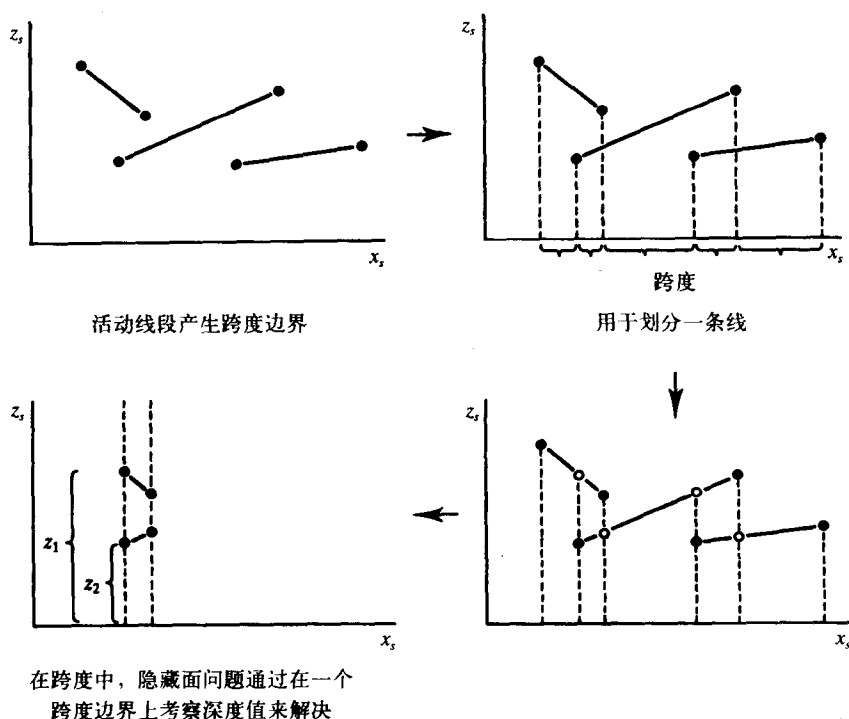 z_s
x_s
活动线段产生跨度边界
z_s
x_s
跨度
用于划分一条线
z_s
z_1
z_2
x_s
在跨度中，隐藏面问题通过在一个
跨度边界上考察深度值来解决
z_s
x_s